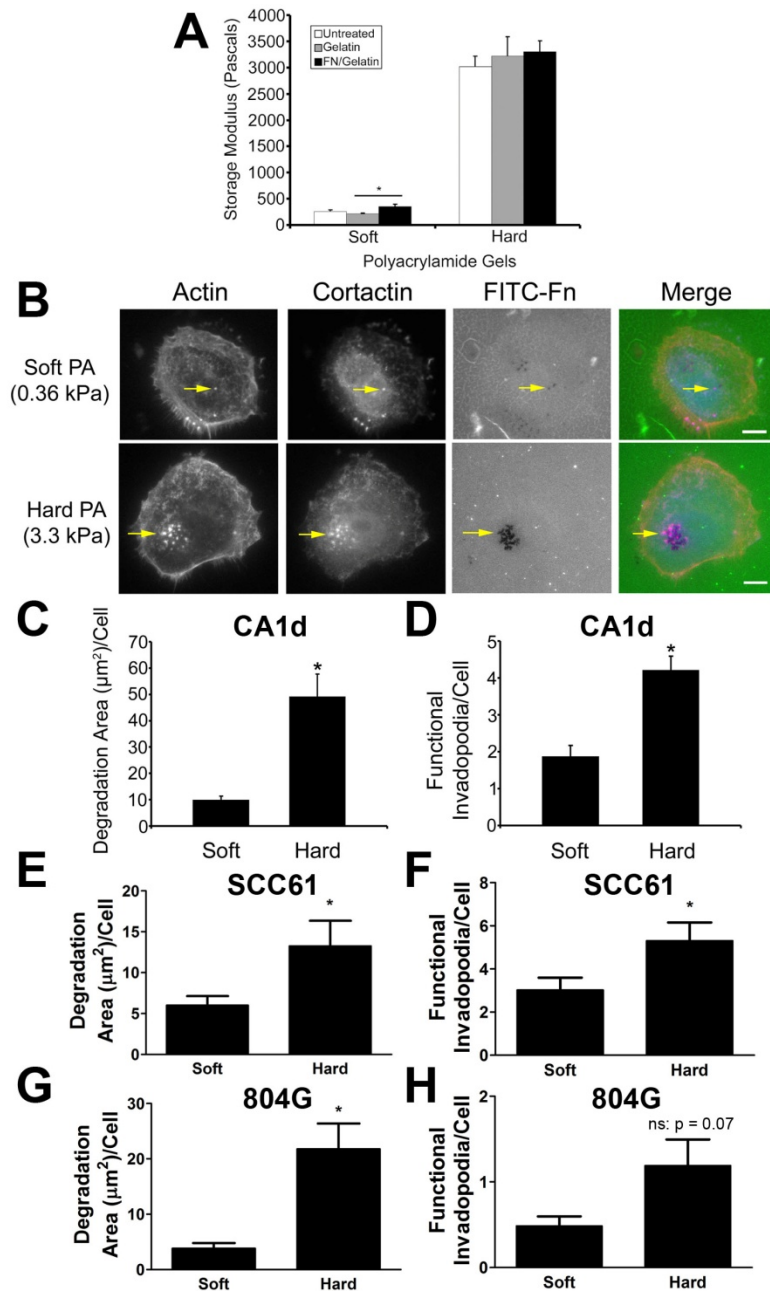 A
Storage Modulus (Pascals)
4000
3500
3000
2500
2000
1500
1000
500
0
Untreated
Gelatin
FN/Gelatin
*
Soft
Hard
Polyacrylamide Gels
B
Actin
Cortactin
FITC-Fn
Merge
Soft PA
(0.36 kPa)
Hard PA
(3.3 kPa)
C
CA1d
Degradation Area (μm²)/Cell
70
60
50
40
30
20
10
0
*
Soft
Hard
D
CA1d
Functional
Invadopodia/Cell
5
4
3
2
1
0
*
Soft
Hard
E
SCC61
Degradation
Area (μm²)/Cell
20
15
10
5
0
*
Soft
Hard
F
SCC61
Functional
Invadopodia/Cell
8
6
4
2
0
*
Soft
Hard
G
804G
Degradation
Area (μm²)/Cell
30
20
10
0
*
Soft
Hard
H
804G
Functional
Invadopodia/Cell
2
1
0
ns: p = 0.07
Soft
Hard